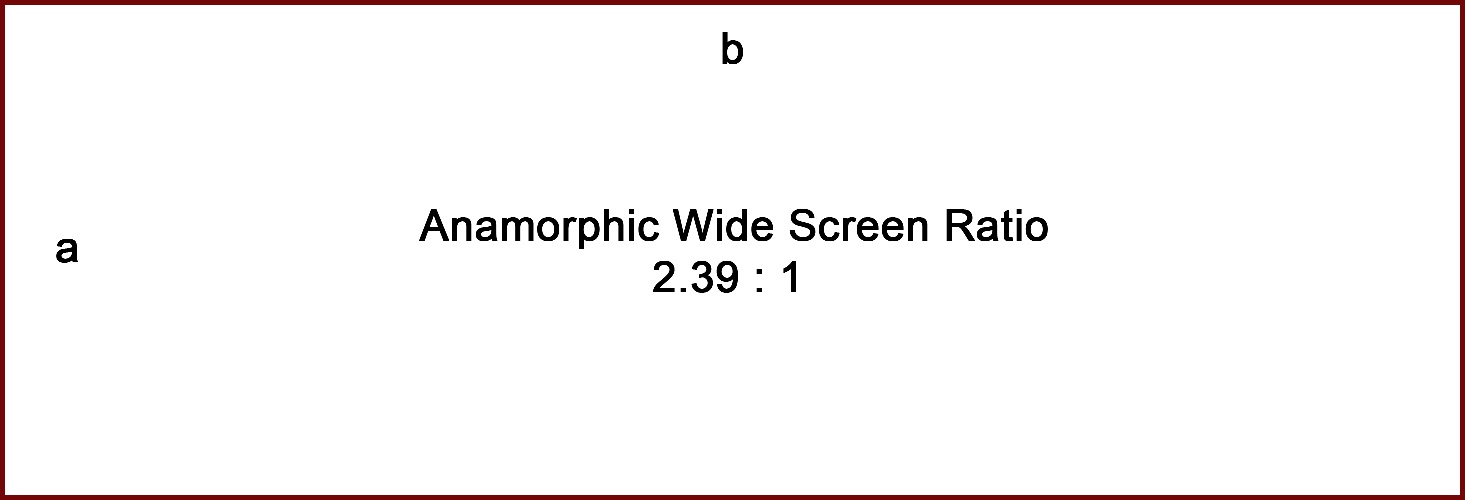 b
a
Anamorphic Wide Screen Ratio
2.39 : 1